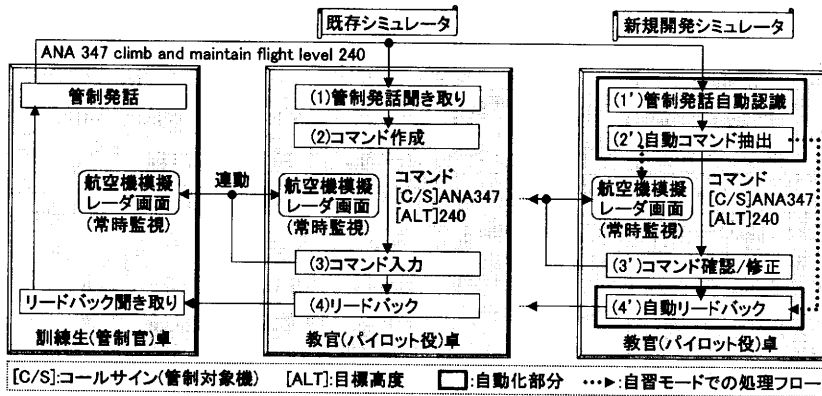 既存シミュレータ
新規開発シミュレータ
ANA 347 climb and maintain flight level 240
管制発話
航空機模擬
レーダ画面
(常時監視)
リードバック聞き取り
訓練生(管制官)卓
連動
(1)管制発話聞き取り
(2)コマンド作成
航空機模擬
レーダ画面
(常時監視)
コマンド
[C/S]ANA347
[ALT]240
(3)コマンド入力
(4)リードバック
教官(パイロット役)卓
(1')管制発話自動認識
(2')自動コマンド抽出
航空機模擬
レーダ画面
(常時監視)
コマンド
[C/S]ANA347
[ALT]240
(3')コマンド確認/修正
(4')自動リードバック
教官(パイロット役)卓
[C/S]:コールサイン(管制対象機) [ALT]:目標高度 :自動化部分 :自習モードでの処理フロー